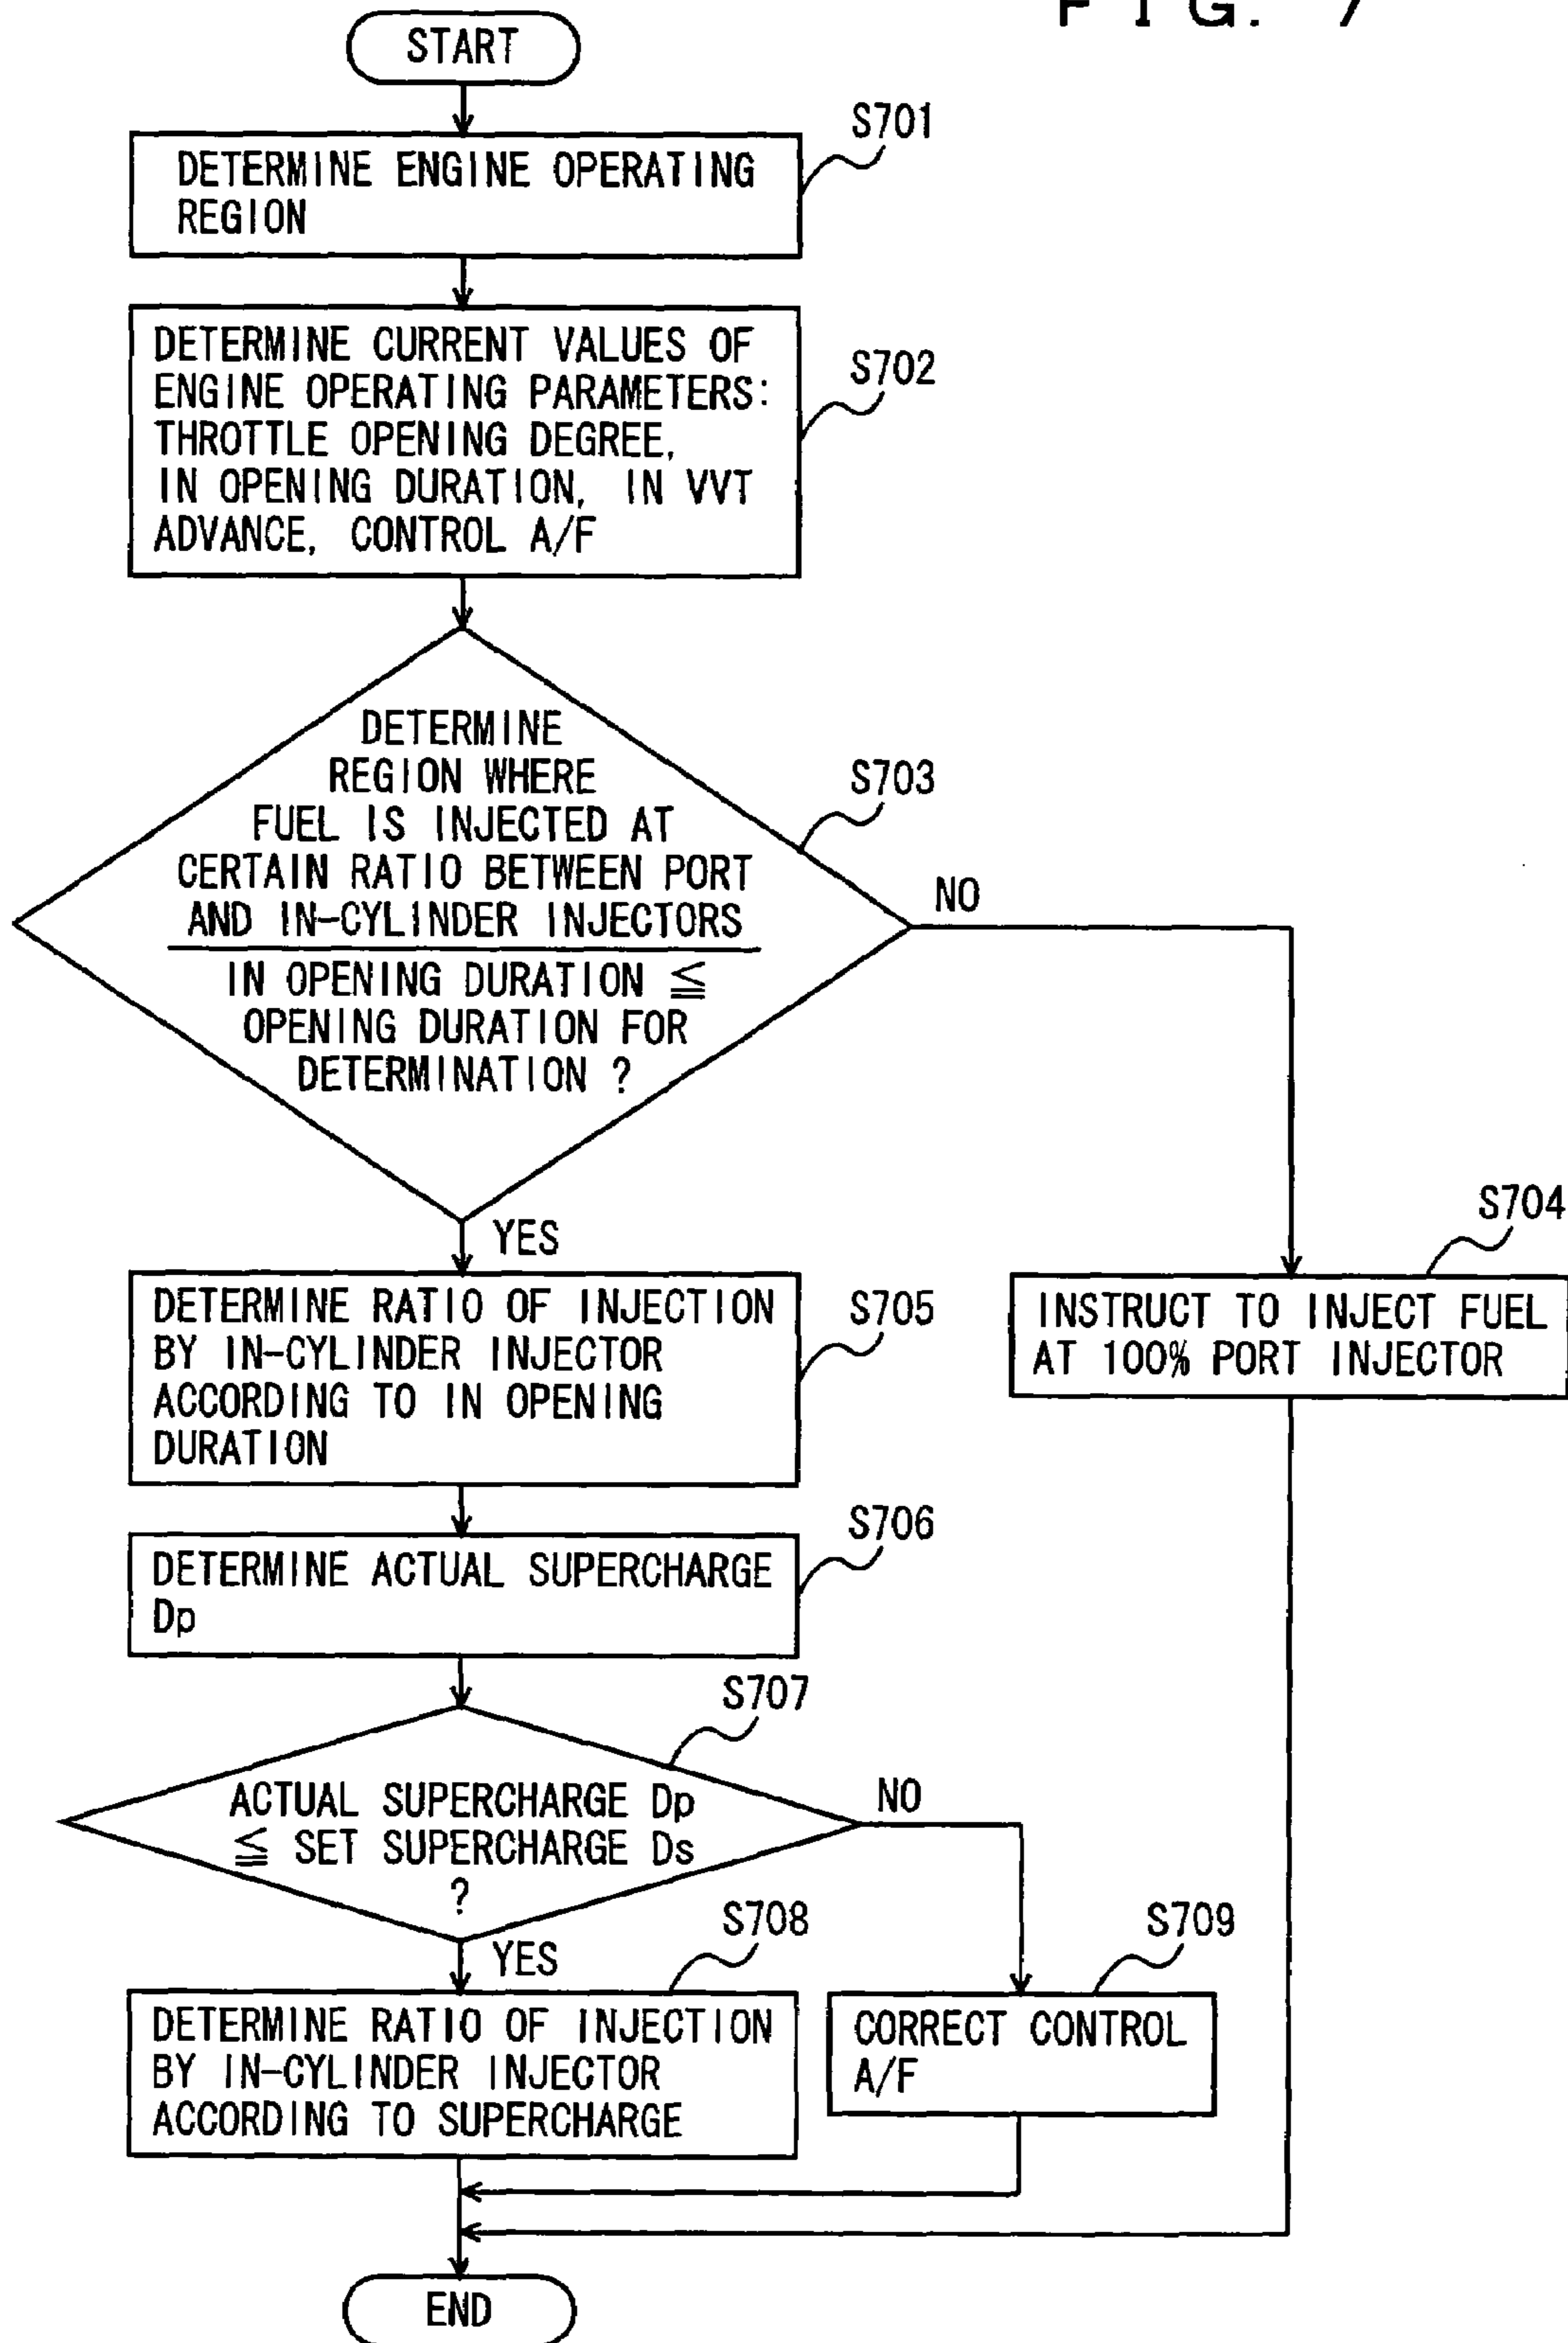 FIG. 7
START
S701
DETERMINE ENGINE OPERATING
REGION
S702
DETERMINE CURRENT VALUES OF
ENGINE OPERATING PARAMETERS:
THROTTLE OPENING DEGREE,
IN OPENING DURATION, IN VVT
ADVANCE, CONTROL A/F
S703
DETERMINE
REGION WHERE
FUEL IS INJECTED AT
CERTAIN RATIO BETWEEN PORT
AND IN-CYLINDER INJECTORS
IN OPENING DURATION ≦
OPENING DURATION FOR
DETERMINATION ?
NO
YES
S704
INSTRUCT TO INJECT FUEL
AT 100% PORT INJECTOR
S705
DETERMINE RATIO OF INJECTION
BY IN-CYLINDER INJECTOR
ACCORDING TO IN OPENING
DURATION
S706
DETERMINE ACTUAL SUPERCHARGE
Dp
S707
ACTUAL SUPERCHARGE Dp
≦ SET SUPERCHARGE Ds
?
NO
YES
S708
DETERMINE RATIO OF INJECTION
BY IN-CYLINDER INJECTOR
ACCORDING TO SUPERCHARGE
S709
CORRECT CONTROL
A/F
END